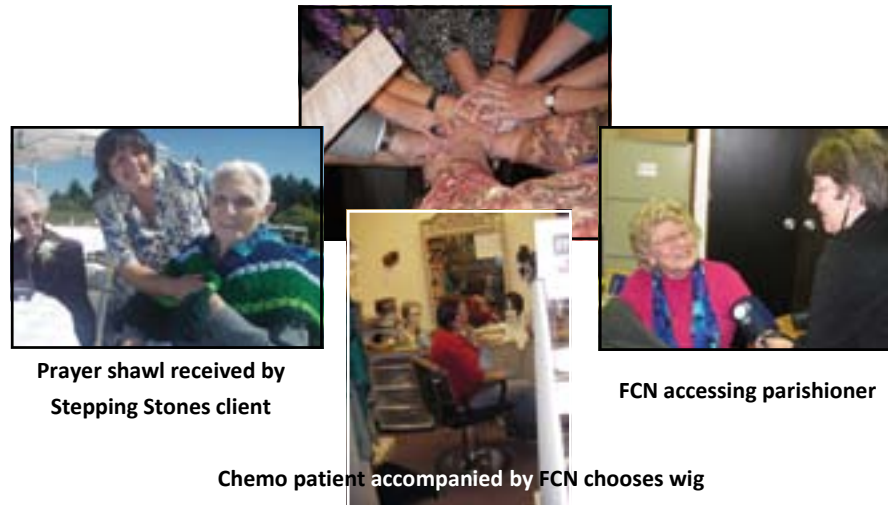 Prayer shawl received by
Stepping Stones client
FCN accessing parishioner
Chemo patient accompanied by FCN chooses wig